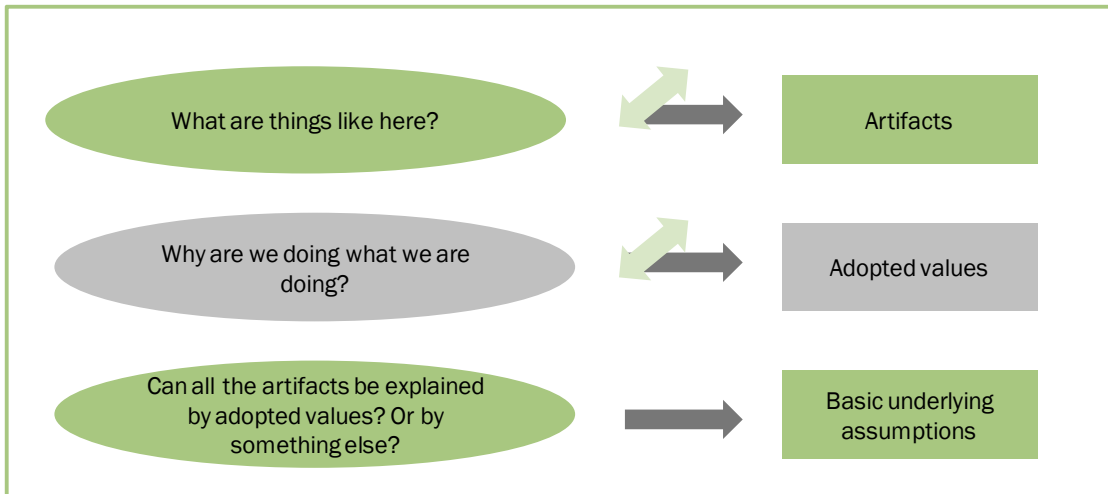 What are things like here?
Artifacts
Why are we doing what we are
doing?
Adopted values
Can all the artifacts be explained
by adopted values? Or by
something else?
Basic underlying
assumptions